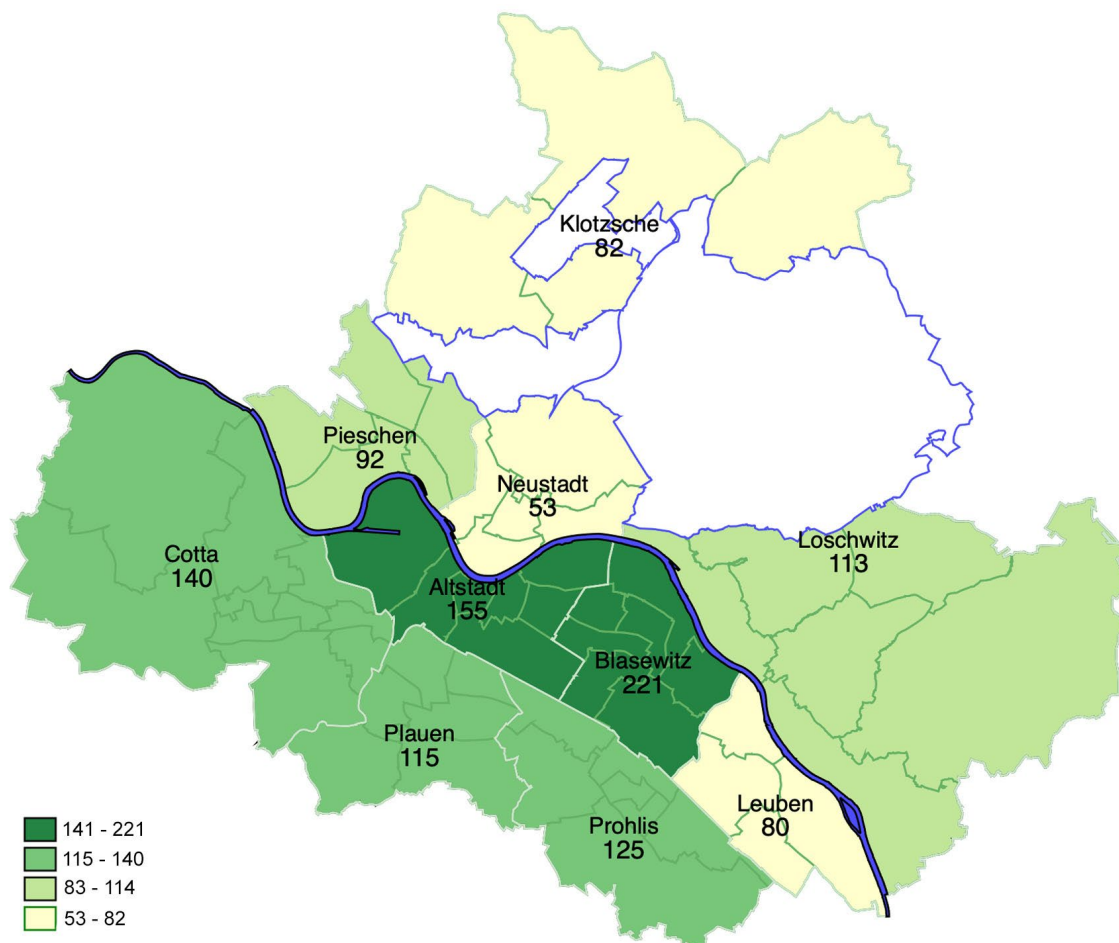 Klotzsche
82
Pieschen
92
Neustadt
53
Loschwitz
113
Cotta
140
Altstadt
155
Blasewitz
221
Plauen
115
Leuben
80
Prohlis
125
141 - 221
115 - 140
83 - 114
53 - 82